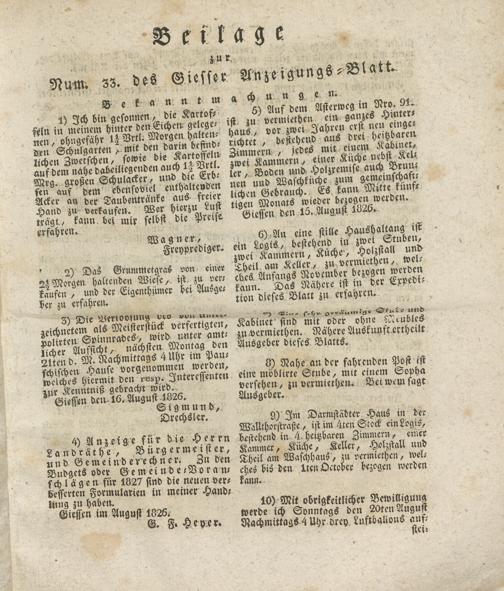 Beilage
zur
Num. 33. des Giesser Anzeigungs-Blatt.
Bekanntmachungen.
1) Ich bin gesonnen, die Kartof-
feln in meinem hinter den Eichen gelege-
nen, ohngefähr 1½ Vrtl. Morgen halten-
den Schulgarten, mit den darin befind-
lichen Zwetschen, sowie die Kartoffeln
auf dem nahe dabeiliegenden auch 1½ Vrtl.
Mrg. großen Schulacker, und die Erb-
sen auf dem ebensoviel enthaltenden
Acker an der Taubentränke aus freier
Hand zu verkaufen. Wer hierzu Lust
trägt, kann bei mir selbst die Preise
erfahren.
Wagner,
Freyprediger.
2) Das Grummetgras von einer
2¾ Morgen haltenden Wiese, ist zu ver-
kaufen, und der Eigenthümer bei Ausge-
ber zu erfahren.
3) Die Verloosung des von unter-
zeichnetem als Meisterstück verfertigten,
polirten Spinnrades, wird unter amt-
licher Aufsicht, nächsten Montag den
21ten d. M. Nachmittags 4 Uhr im Pau-
schischen Hause vorgenommen werden,
welches hiermit den resp. Interessenten
zur Kenntniß gebracht wird.
Giessen den 16. August 1826.
Sigmund,
Drechsler.
4) Anzeige für die Herrn
Landräthe, Bürgermeister,
und Gemeinderechner. Zu den
Budgets oder Gemeinde-Voran-
schlägen für 1827 sind die neuen ver-
besserten Formularien in meiner Hand-
lung zu haben.
Giessen im August 1826.
G. F. Heyer.
5) Auf dem Asterweg in Nro. 91.
ist zu vermiethen ein ganzes Hinter-
haus, vor zwei Jahren erst neu einge-
richtet, bestehend aus drei heitzbaren
Zimmern, jedes mit einem Kabinet,
zwei Kammern, einer Küche nebst Kel-
ler, Boden und Holzremise auch Brun-
nen und Waschküche zum gemeinschaft-
lichen Gebrauch. Es kann Mitte künf-
tigen Monats wieder bezogen werden.
Giessen den 15. August 1826.
6) An eine stille Haushaltung ist
ein Logis, bestehend in zwei Stuben,
zwei Kammern, Küche, Holzstall und
Theil am Keller, zu vermiethen, wel-
ches Anfangs November bezogen werden
kann. Das Nähere ist in der Expedi-
tion dieses Blatt zu erfahren.
7) Eine sehr geräumige Stube und
Kabinet sind mit oder ohne Meubles
zu vermiethen. Nähere Auskunft ertheilt
Ausgeber dieses Blatts.
8) Nahe an der fahrenden Post ist
eine möblirte Stube, mit einem Sopha
versehen, zu vermiethen. Bei wem sagt
Ausgeber.
9) Im Darmstädter Haus in der
Wallthorstraße, ist im 4ten Stock ein Logis,
bestehend in 4. heitzbaren Zimmern, einer
Kammer, Küche, Keller, Holzstall und
Theil am Waschhaus, zu vermiethen, wel-
ches bis den 1ten October bezogen werden
kann.
10) Mit obrigkeitlicher Bewilligung
werde ich Sonntags den 20ten August
Nachmittags 4 Uhr drey Luftballons auf-
stei-